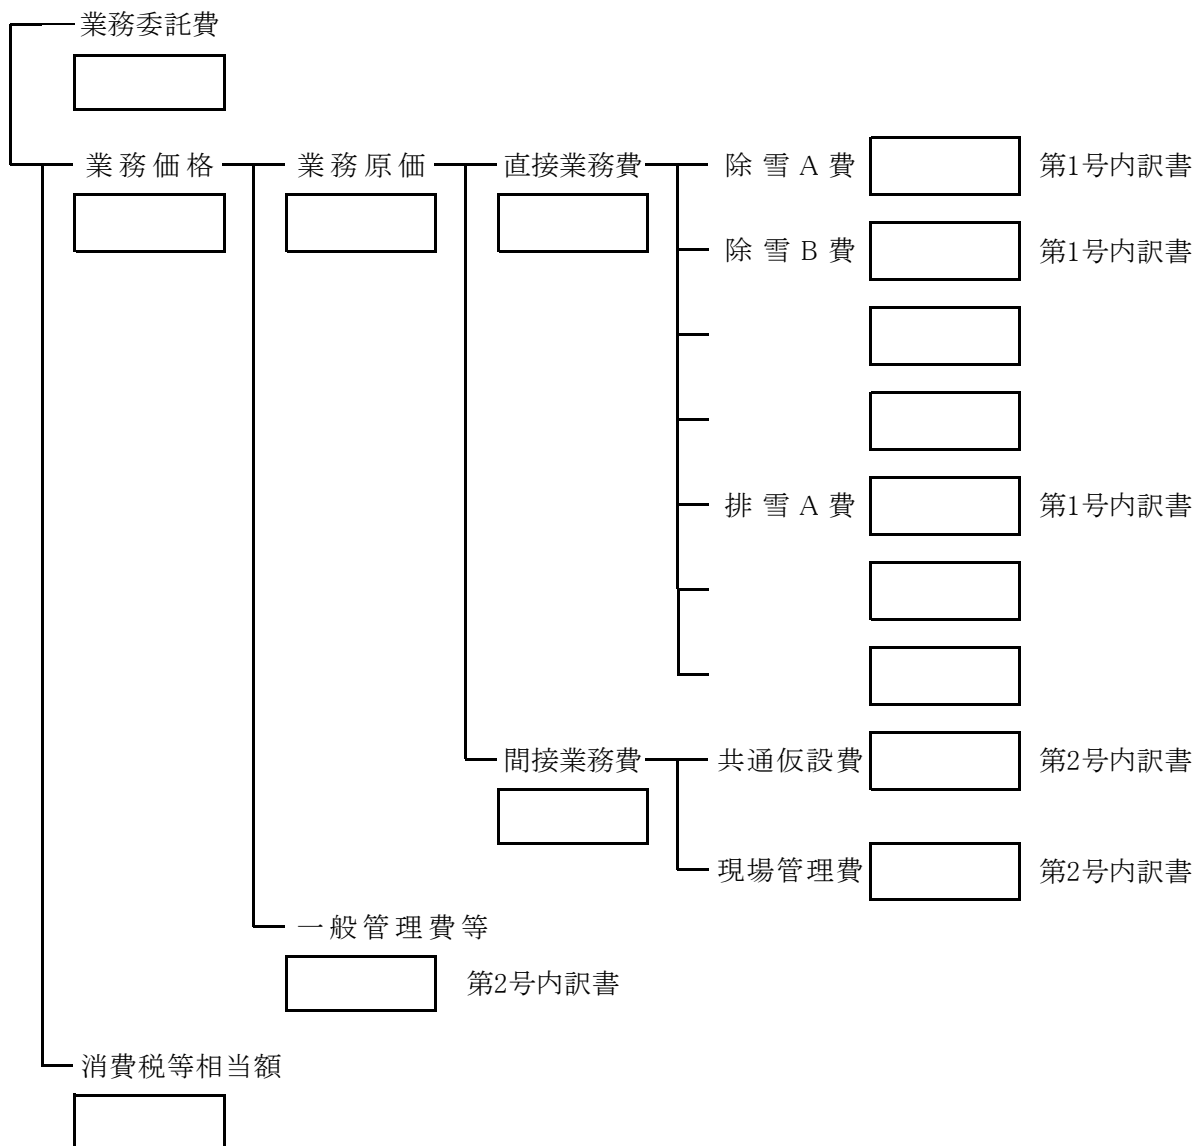 業務委託費
業務価格 業務原価 直接業務費 除雪A費 第1号内訳書
除雪B費 第1号内訳書
排雪A費 第1号内訳書
間接業務費 共通仮設費 第2号内訳書
現場管理費 第2号内訳書
一般管理費等
第2号内訳書
消費税等相当額